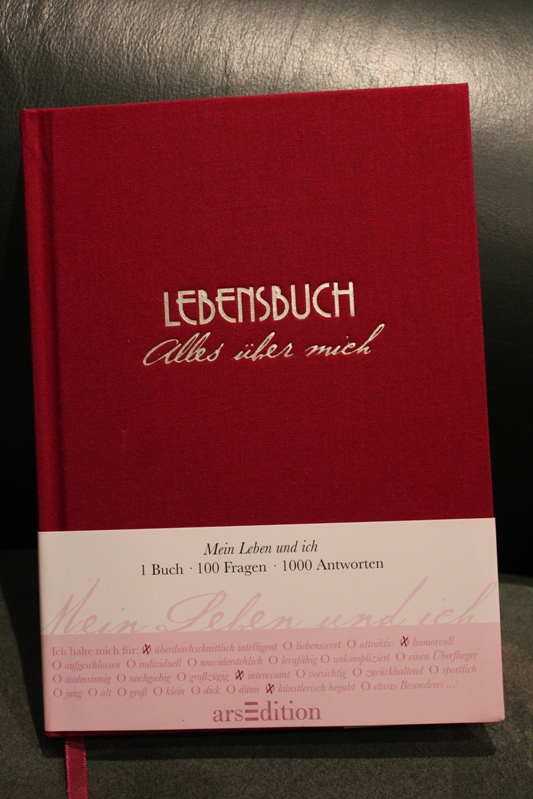 LEBENSBUCH
Alles über mich
Mein Leben und ich
1 Buch · 100 Fragen · 1000 Antworten
Mein Leben und ich
Ich halte mich für: ☒ überdurchschnittlich intelligent O liebenswert O attraktiv ☒ humorvoll
O aufgeschlossen O individuell O unwiderstehlich O lernfähig O unkompliziert O einen Überflieger
O wahnsinnig O nachgiebig O großzügig ☒ interessant O vorsichtig O zurückhaltend O sportlich
O jung O alt O groß O klein O dick O dünn ☒ künstlerisch begabt O etwas Besonderes ...
arsEdition